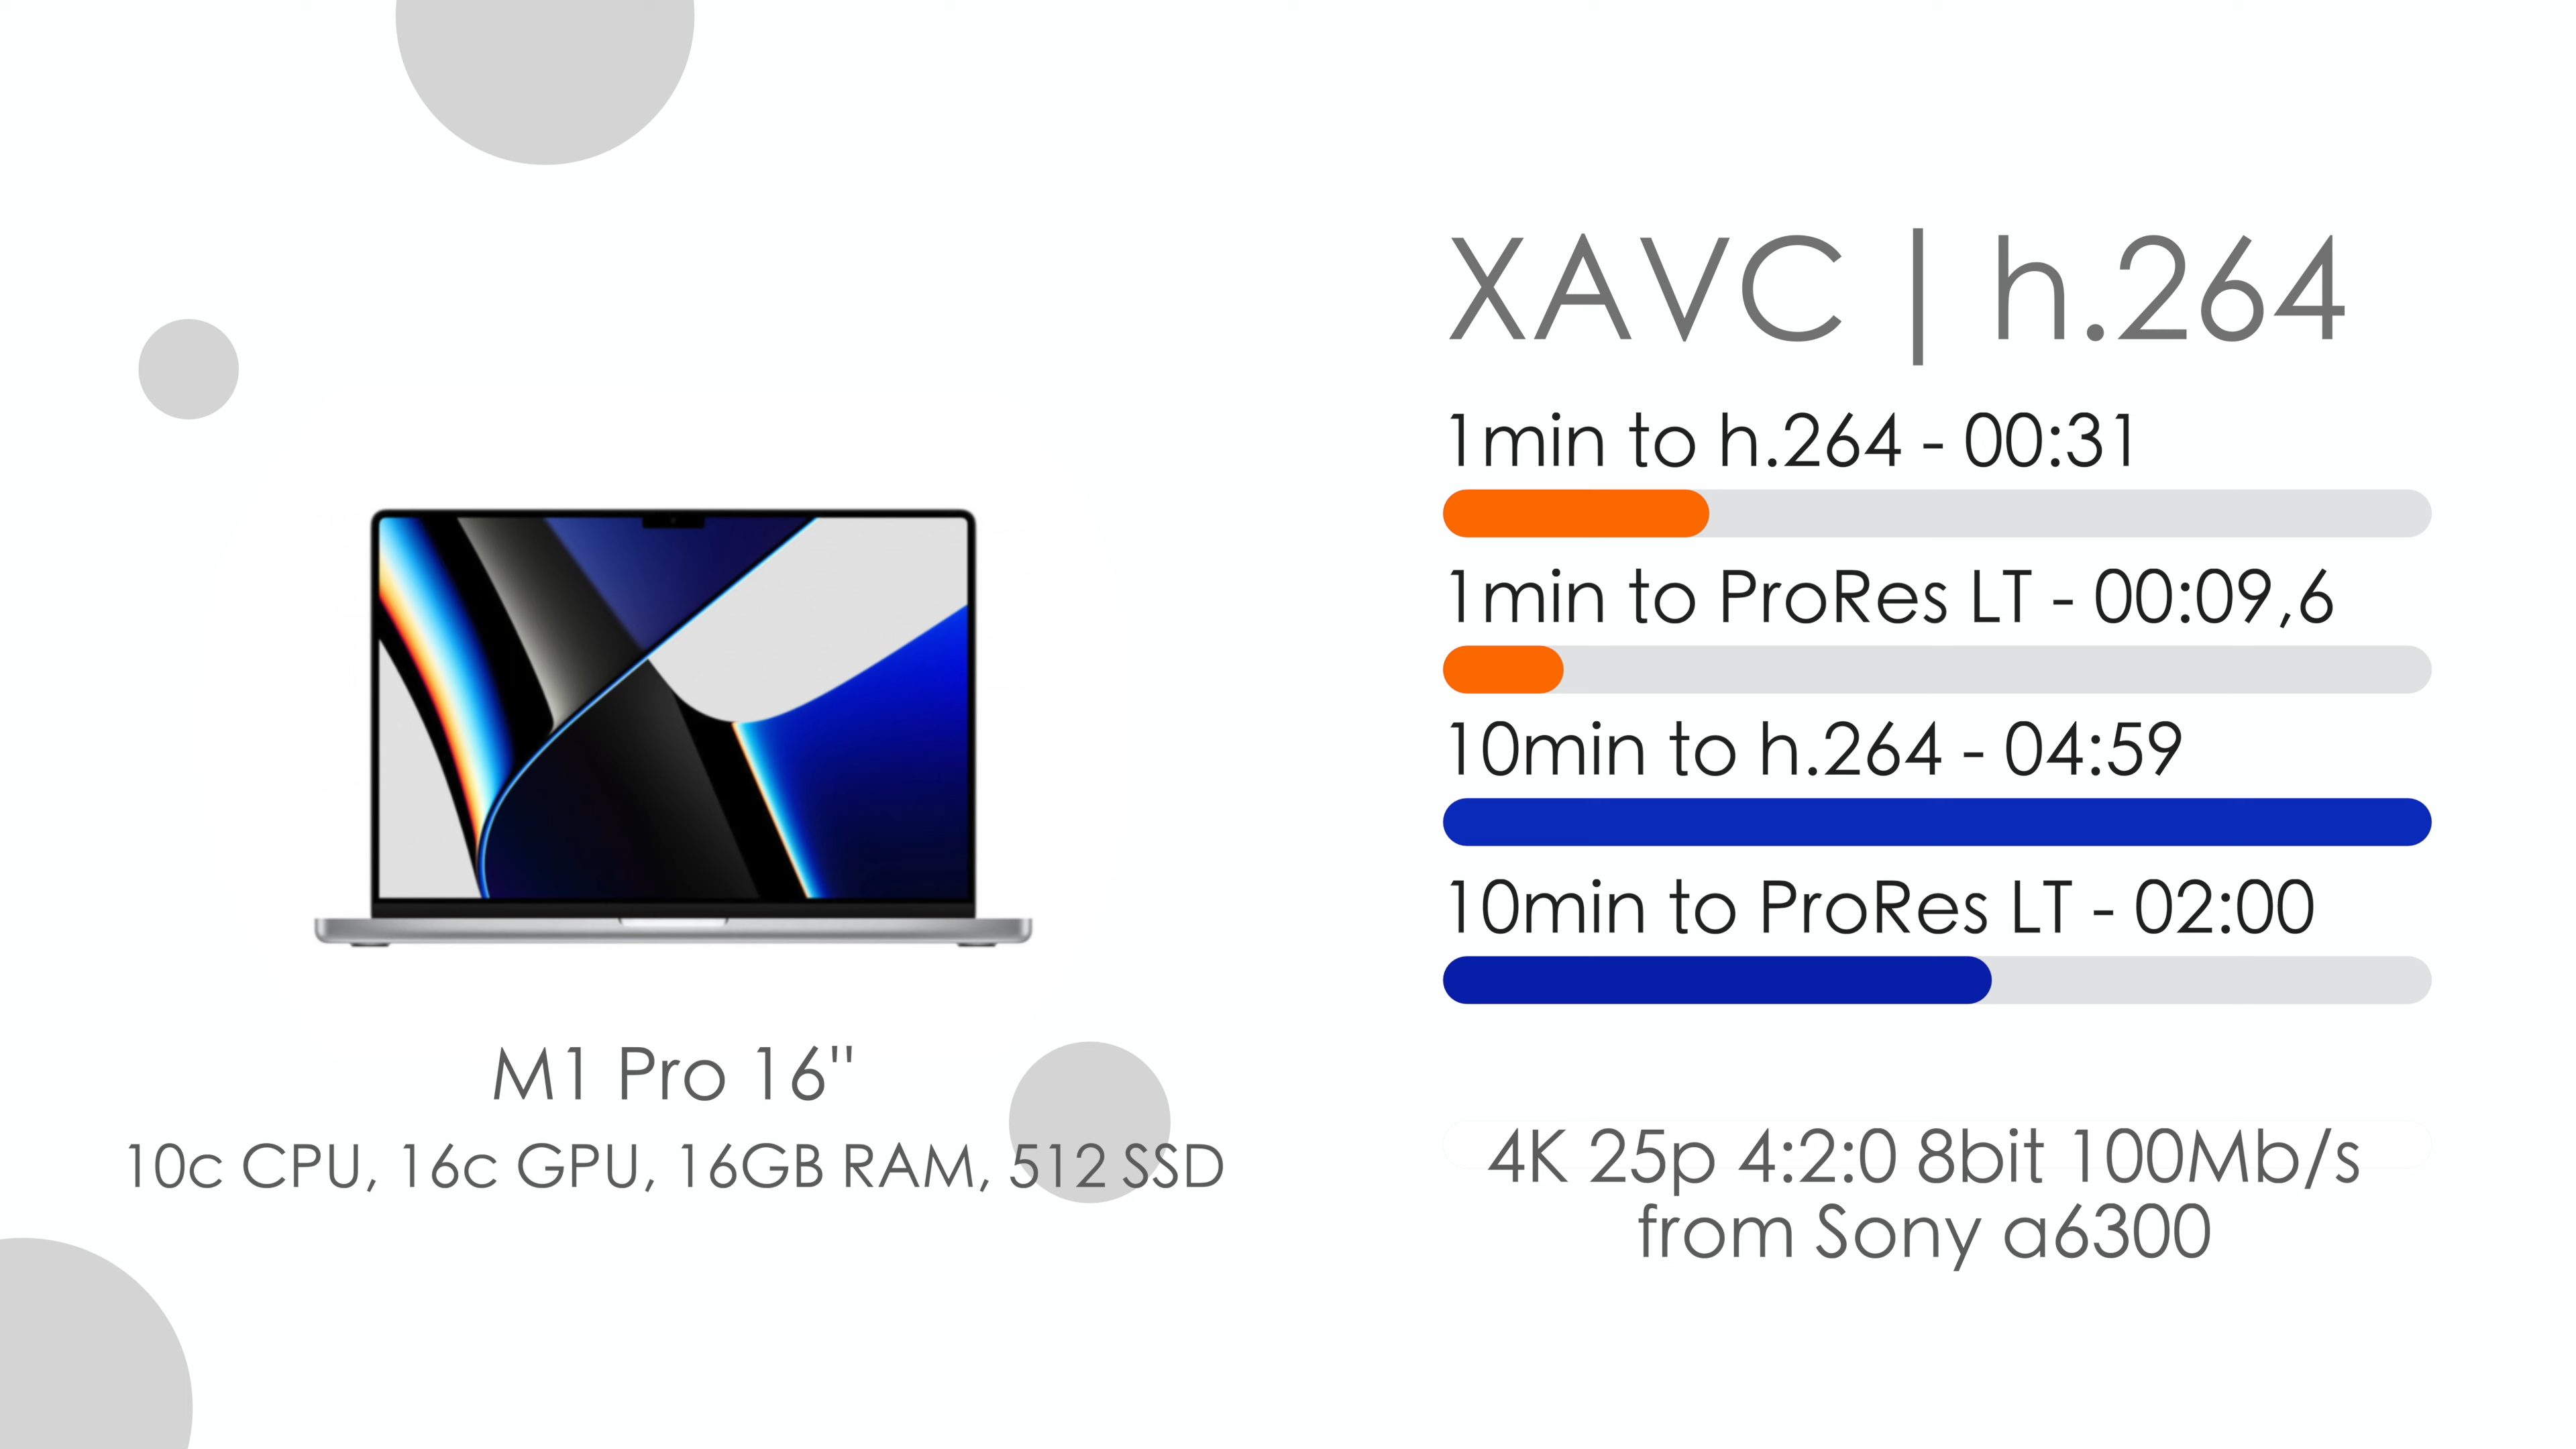 XAVC | h.264
1min to h.264 - 00:31
1min to ProRes LT - 00:09,6
10min to h.264 - 04:59
10min to ProRes LT - 02:00
4K 25p 4:2:0 8bit 100Mb/s
from Sony a6300
M1 Pro 16"
10c CPU, 16c GPU, 16GB RAM, 512 SSD